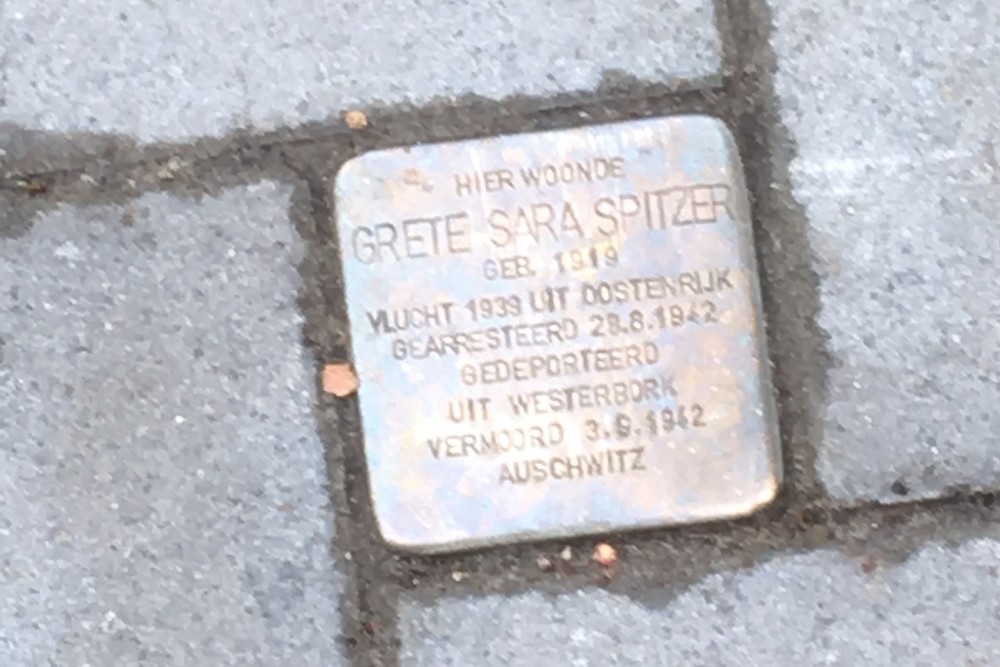 HIER WOONDE
GRETE SARA SPITZER
GEB. 1919
VLUCHT 1939 UIT OOSTENRIJK
GEARRESTEERD 28.8.1942
GEDEPORTEERD
UIT WESTERBORK
VERMOORD 3.9.1942
AUSCHWITZ